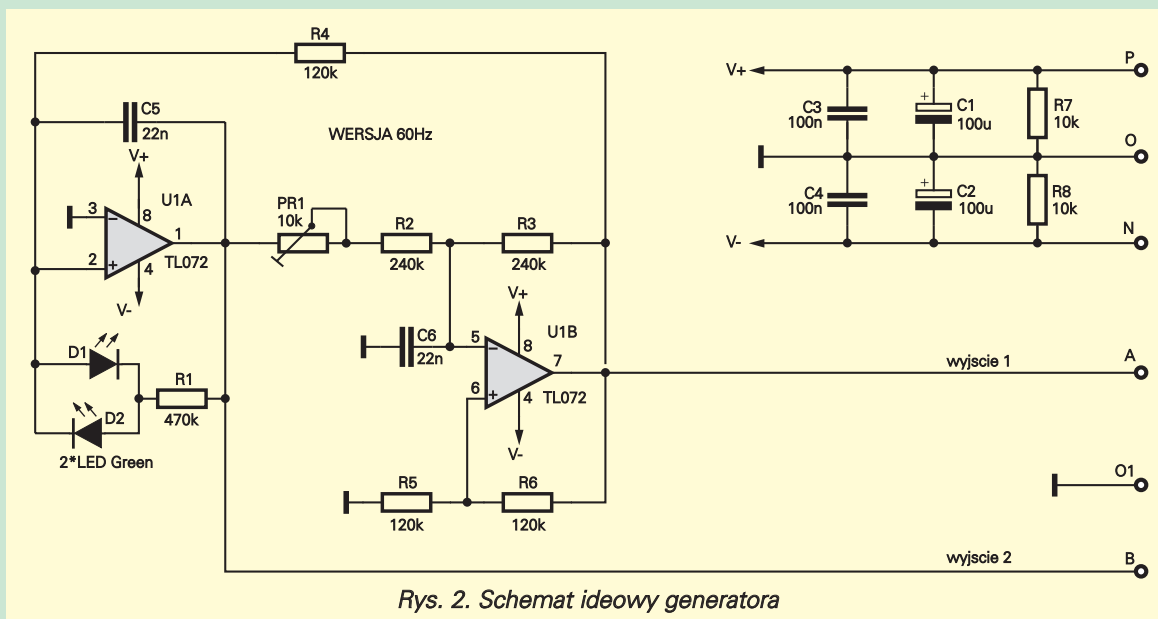 R4
120k
C5
22n
V+
WERSJA 60Hz
3
−
8
U1A
1
2
+
4
TL072
V-
PR1
10k
R2
240k
R3
240k
D1
R1
470k
D2
2*LED Green
C6
22n
V+
5
−
8
U1B
7
6
+
4
TL072
V-
R5
120k
R6
120k
V+
P
C3
100n
+
C1
100u
R7
10k
O
C4
100n
+
C2
100u
R8
10k
V-
N
wyjscie 1
A
O1
wyjscie 2
B
Rys. 2. Schemat ideowy generatora